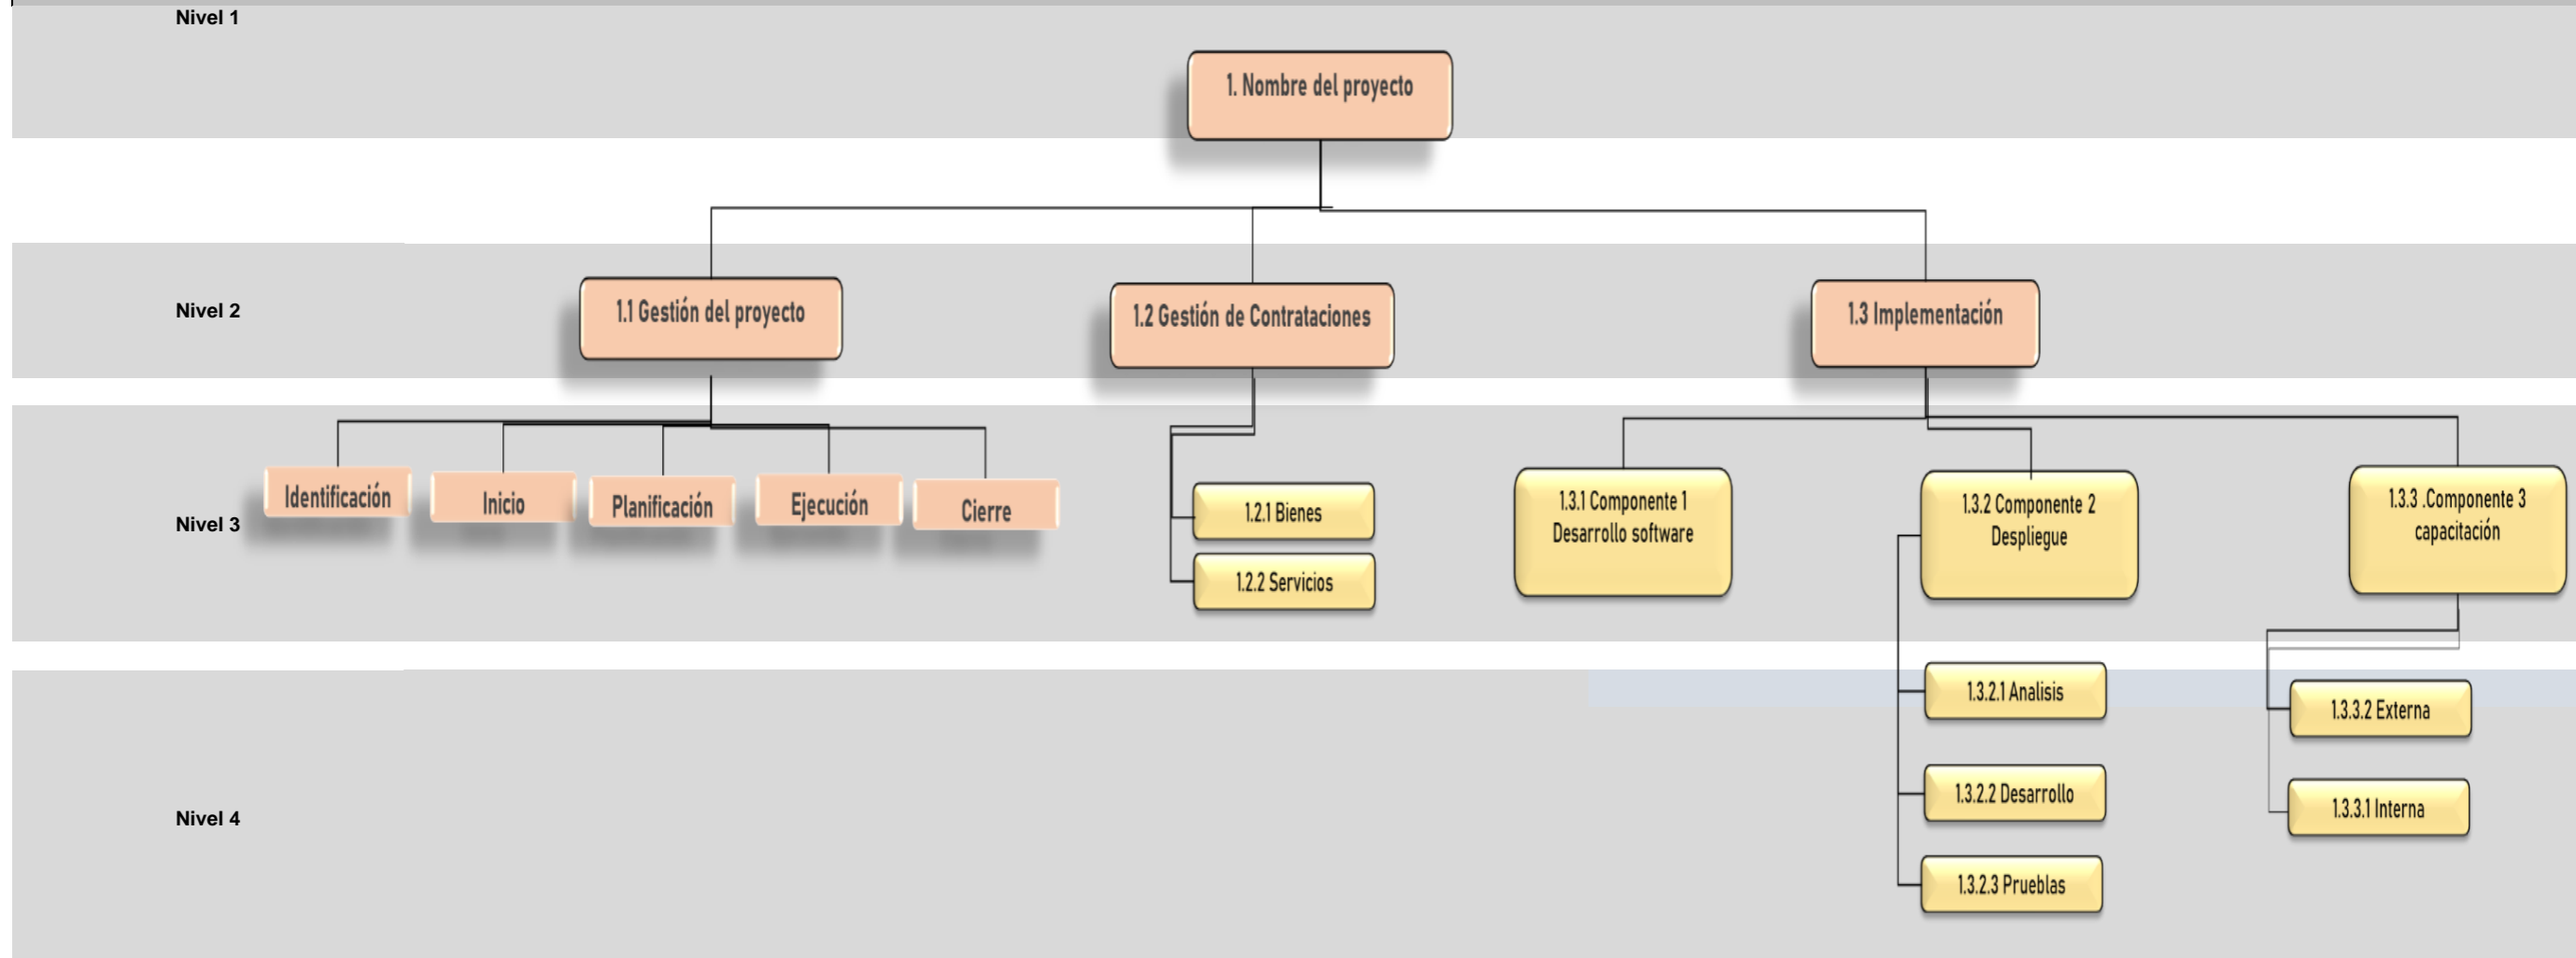 Nivel 1
1. Nombre del proyecto
Nivel 2
1.1 Gestión del proyecto
1.2 Gestión de Contrataciones
1.3 Implementación
Nivel 3
Identificación
Inicio
Planificación
Ejecución
Cierre
1.2.1 Bienes
1.2.2 Servicios
1.3.1 Componente 1
Desarrollo software
1.3.2 Componente 2
Despliegue
1.3.3 .Componente 3
capacitación
Nivel 4
1.3.2.1 Analisis
1.3.2.2 Desarrollo
1.3.2.3 Prueblas
1.3.3.2 Externa
1.3.3.1 Interna